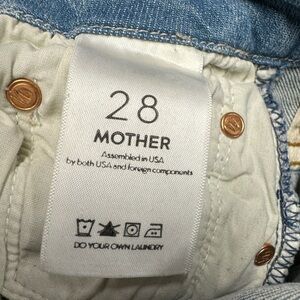 28
MOTHER
Assembled in USA
by both USA and foreign components
DO YOUR OWN LAUNDRY